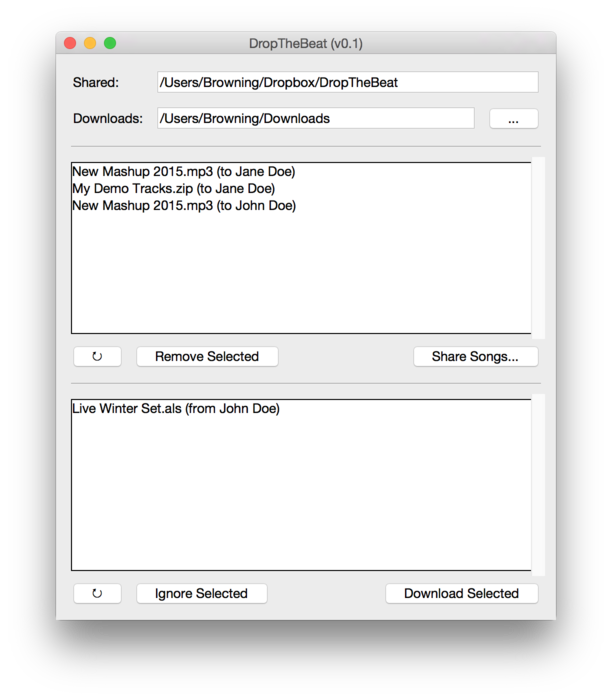 DropTheBeat (v0.1)
Shared: /Users/Browning/Dropbox/DropTheBeat
Downloads: /Users/Browning/Downloads ...
New Mashup 2015.mp3 (to Jane Doe)
My Demo Tracks.zip (to Jane Doe)
New Mashup 2015.mp3 (to John Doe)
↻ Remove Selected Share Songs...
Live Winter Set.als (from John Doe)
↻ Ignore Selected Download Selected